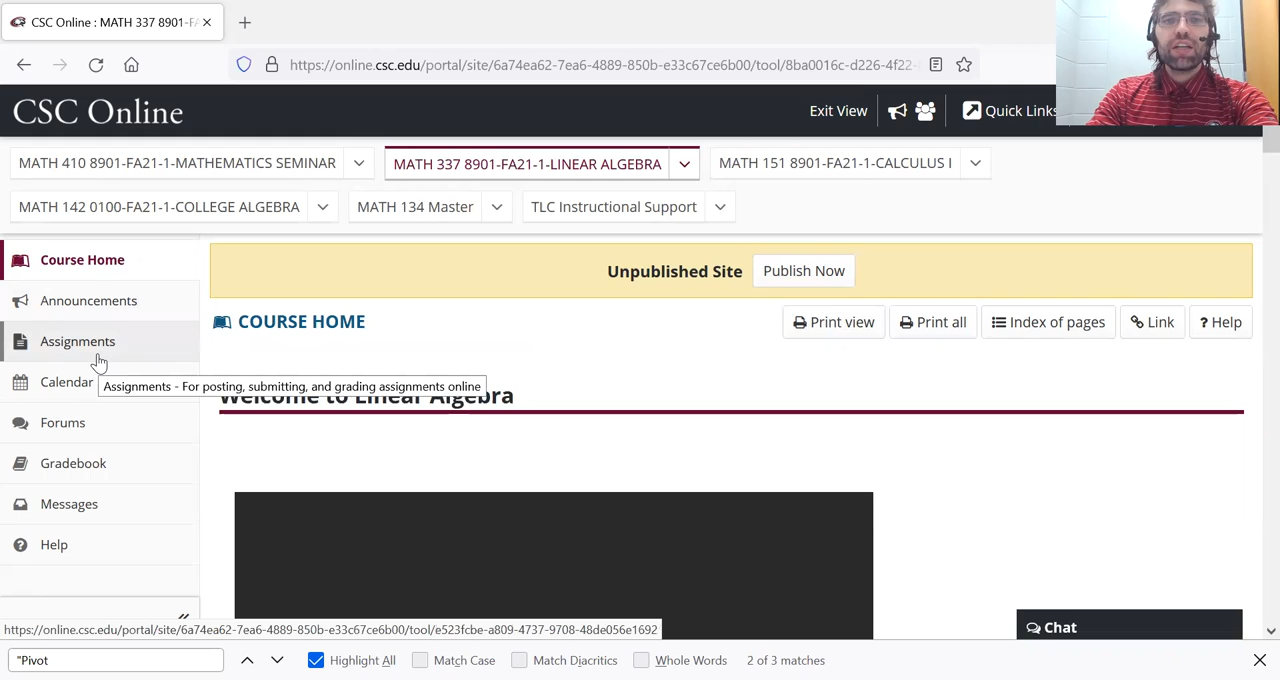 CSC Online : MATH 337 8901-FA
https://online.csc.edu/portal/site/6a74ea62-7ea6-4889-850b-e33c67ce6b00/tool/8ba0016c-d226-4f22-
CSC Online
Exit View
Quick Links
MATH 410 8901-FA21-1-MATHEMATICS SEMINAR
MATH 337 8901-FA21-1-LINEAR ALGEBRA
MATH 151 8901-FA21-1-CALCULUS I
MATH 142 0100-FA21-1-COLLEGE ALGEBRA
MATH 134 Master
TLC Instructional Support
Course Home
Announcements
Assignments
Calendar
Forums
Gradebook
Messages
Help
Unpublished Site
Publish Now
COURSE HOME
Print view
Print all
Index of pages
Link
? Help
Assignments - For posting, submitting, and grading assignments online
Welcome to Linear Algebra
Chat
https://online.csc.edu/portal/site/6a74ea62-7ea6-4889-850b-e33c67ce6b00/tool/e523fcbe-a809-4737-9708-48de056e1692
"Pivot
Highlight All
Match Case
Match Diacritics
Whole Words
2 of 3 matches